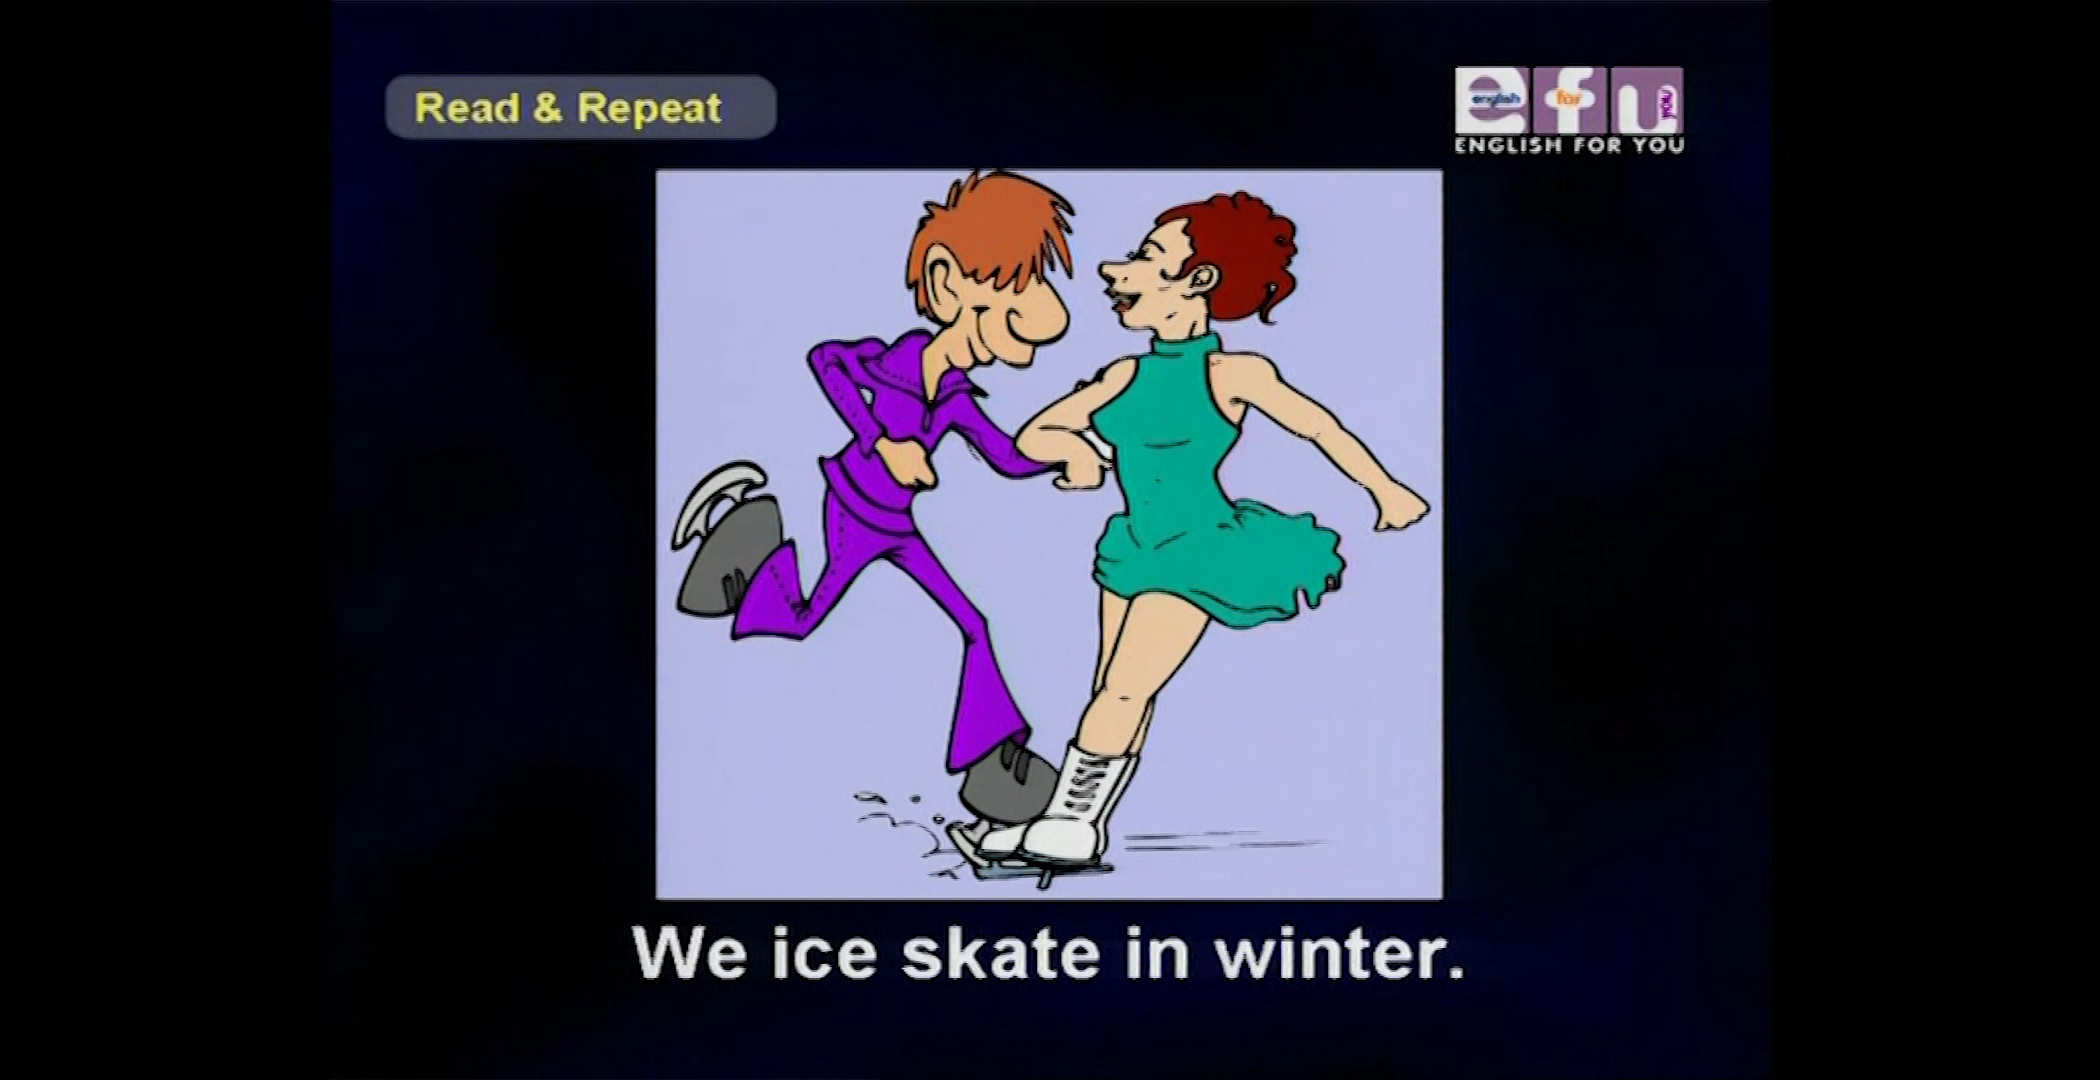 Read & Repeat
english for you
ENGLISH FOR YOU
We ice skate in winter.